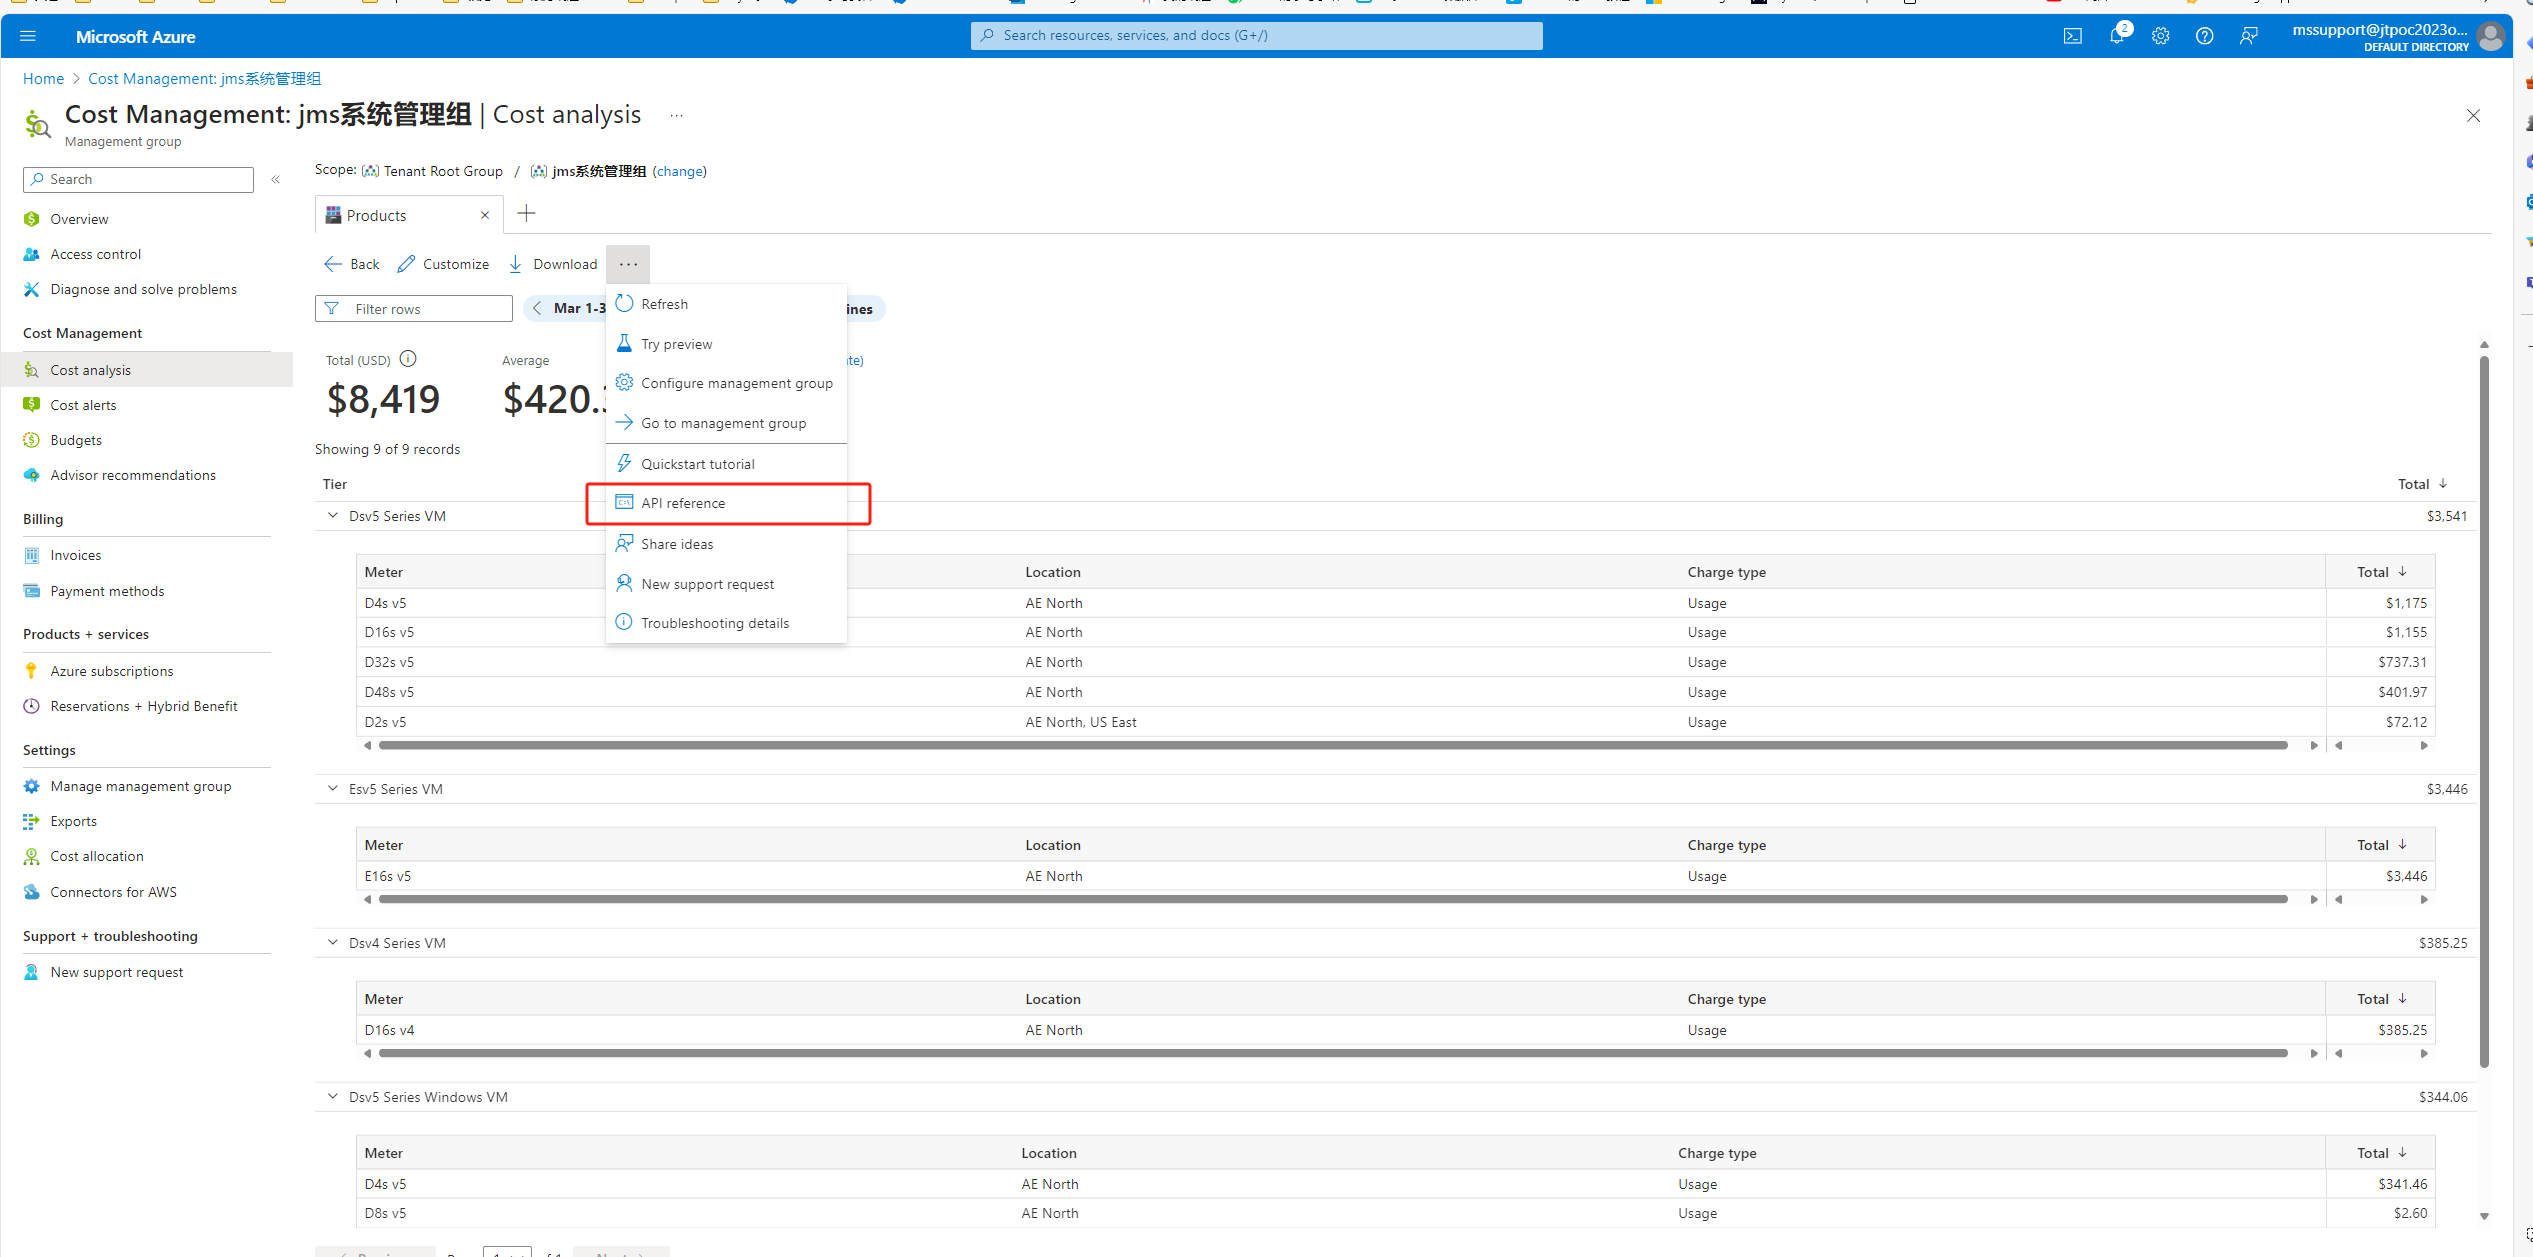 Microsoft Azure
Search resources, services, and docs (G+/)
2
mssupport@jtpoc2023o...
DEFAULT DIRECTORY
Home > Cost Management: jms系统管理组
Cost Management: jms系统管理组 | Cost analysis ...
Management group
Search
«
Overview
Access control
Diagnose and solve problems
Cost Management
Cost analysis
Cost alerts
Budgets
Advisor recommendations
Billing
Invoices
Payment methods
Products + services
Azure subscriptions
Reservations + Hybrid Benefit
Settings
Manage management group
Exports
Cost allocation
Connectors for AWS
Support + troubleshooting
New support request
Scope: Tenant Root Group / jms系统管理组 (change)
Products
Back Customize Download ...
Filter rows
Mar 1-3
Refresh
Try preview
Configure management group
Go to management group
Quickstart tutorial
API reference
Share ideas
New support request
Troubleshooting details
Total (USD)
$8,419
Average
$420.
Showing 9 of 9 records
Tier Total ↓
Dsv5 Series VM $3,541
Meter Location Charge type Total ↓
D4s v5 AE North Usage $1,175
D16s v5 AE North Usage $1,155
D32s v5 AE North Usage $737.31
D48s v5 AE North Usage $401.97
D2s v5 AE North, US East Usage $72.12
Esv5 Series VM $3,446
Meter Location Charge type Total ↓
E16s v5 AE North Usage $3,446
Dsv4 Series VM $385.25
Meter Location Charge type Total ↓
D16s v4 AE North Usage $385.25
Dsv5 Series Windows VM $344.06
Meter Location Charge type Total ↓
D4s v5 AE North Usage $341.46
D8s v5 AE North Usage $2.60